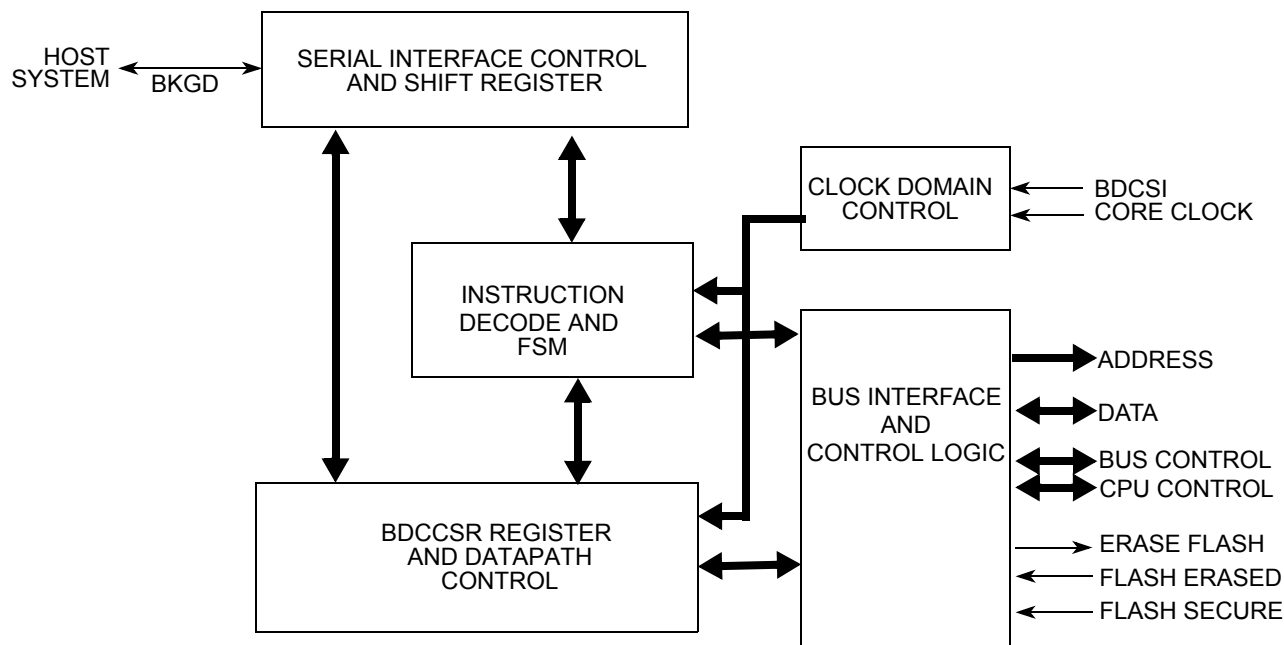 HOST
SYSTEM
BKGD
SERIAL INTERFACE CONTROL
AND SHIFT REGISTER
CLOCK DOMAIN
CONTROL
BDCSI
CORE CLOCK
INSTRUCTION
DECODE AND
FSM
BUS INTERFACE
AND
CONTROL LOGIC
ADDRESS
DATA
BUS CONTROL
CPU CONTROL
ERASE FLASH
FLASH ERASED
FLASH SECURE
BDCCSR REGISTER
AND DATAPATH
CONTROL